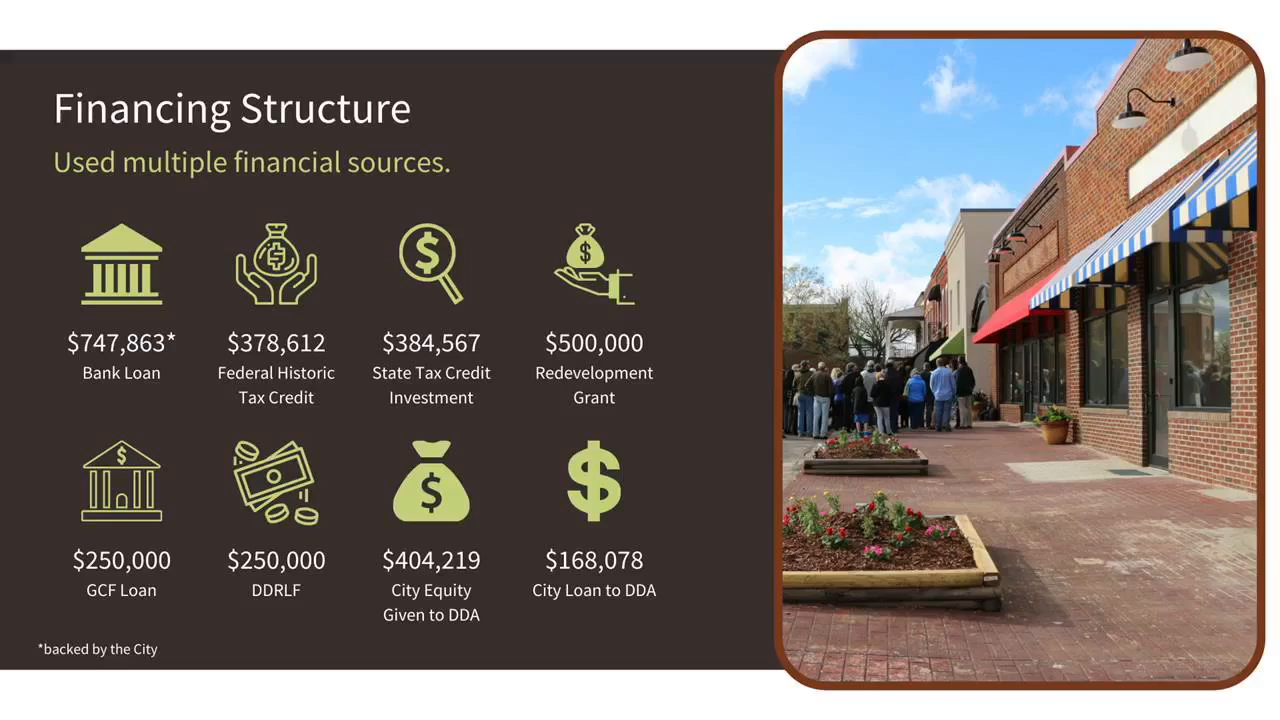 Financing Structure
Used multiple financial sources.
$747,863*
Bank Loan
$378,612
Federal Historic
Tax Credit
$384,567
State Tax Credit
Investment
$500,000
Redevelopment
Grant
$250,000
GCF Loan
$250,000
DDRLF
$404,219
City Equity
Given to DDA
$168,078
City Loan to DDA
*backed by the City